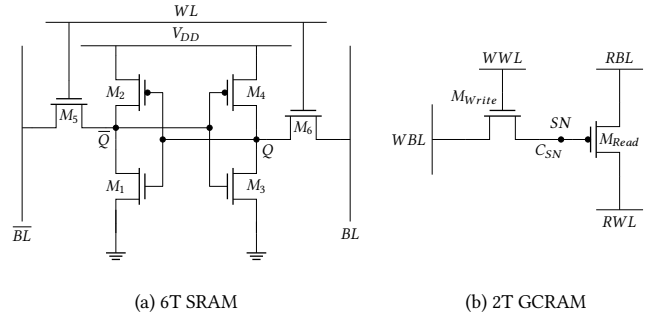 WL
V_DD
M_2
M_4
M_5
M_6
Q̅
Q
M_1
M_3
B̅L̅
BL
(a) 6T SRAM
WWL
RBL
M_Write
SN
WBL
M_Read
C_SN
RWL
(b) 2T GCRAM